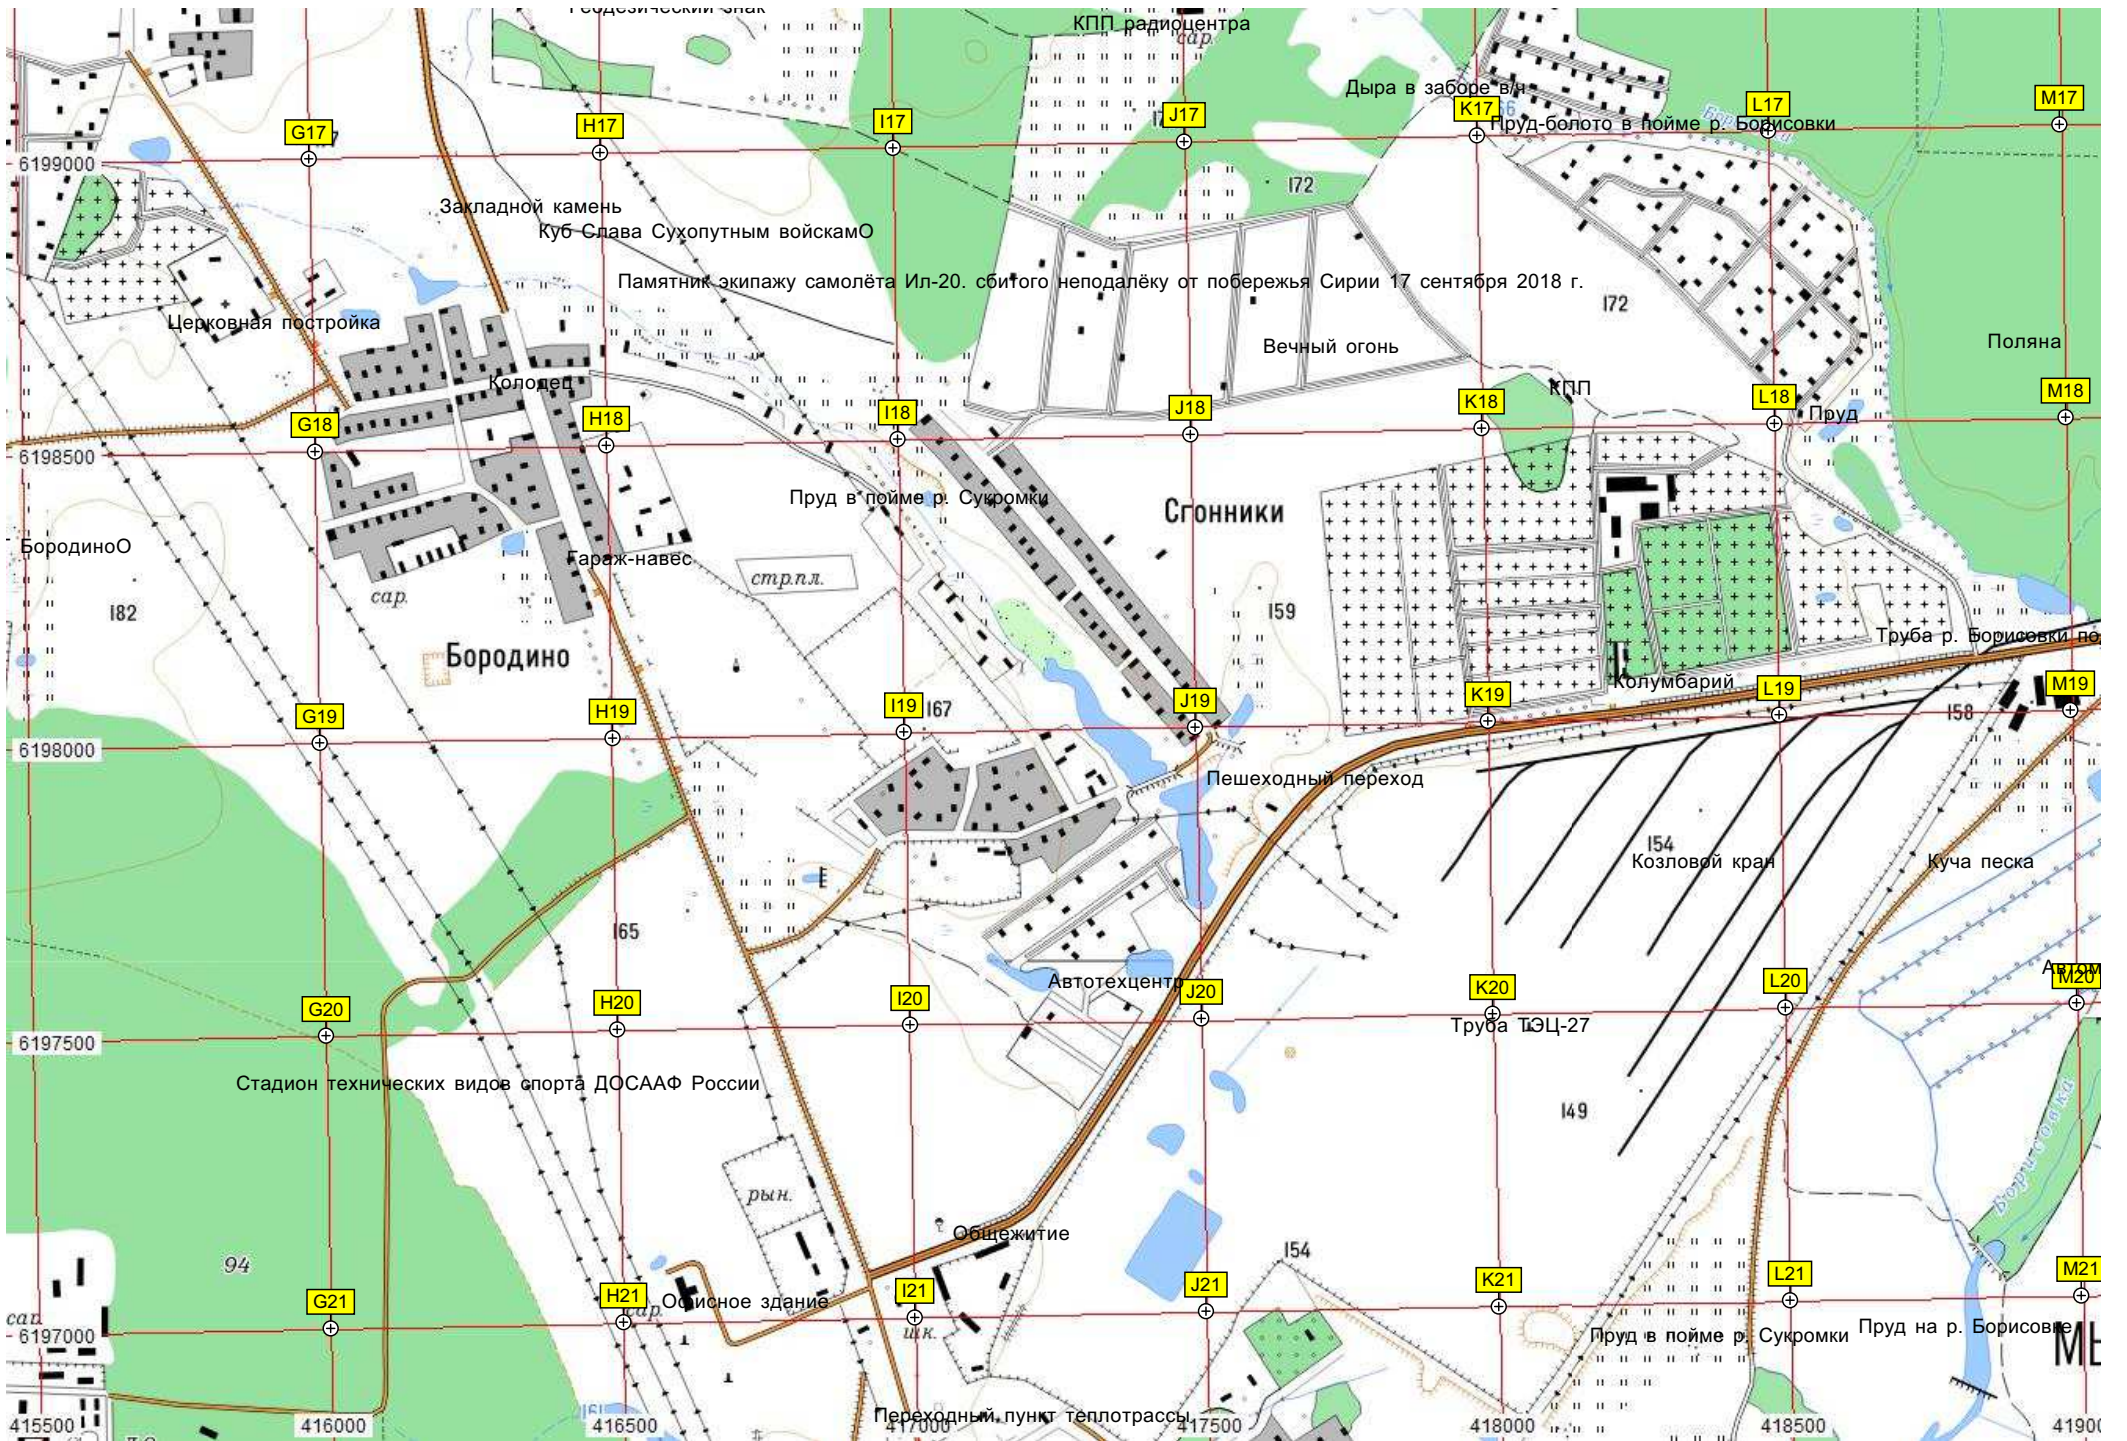 КПП радиоцентра
сар.
Дыра в заборе в/ч
G17
H17
I17
J17
K17
L17
M17
Пруд-болото в пойме р. Борисовки
6199000
172
Закладной камень
Куб Слава Сухопутным войскамО
Памятник экипажу самолёта Ил-20. сбитого неподалёку от побережья Сирии 17 сентября 2018 г.
172
Церковная постройка
Вечный огонь
Поляна
Колодец
КПП
G18
H18
I18
J18
K18
L18
M18
Пруд
6198500
Пруд в пойме р. Сукромки
Сгонники
БородиноО
Гараж-навес
стр.пл.
сар.
182
159
Бородино
Труба р. Борисовки по
Колумбарий
G19
H19
I19
J19
K19
L19
M19
167
158
6198000
Пешеходный переход
154
Козловой кран
Куча песка
165
Автотехцентр
Автом
G20
H20
I20
J20
K20
L20
M20
Труба ТЭЦ-27
6197500
Стадион технических видов спорта ДОСААФ России
149
Борисовка
рын.
Общежитие
94
154
G21
H21
I21
J21
K21
L21
M21
сар.
Офисное здание
шк.
6197000
Пруд в пойме р. Сукромки
Пруд на р. Борисовке
161
Переходный пункт теплотрассы
415500
416000
416500
417000
417500
418000
418500